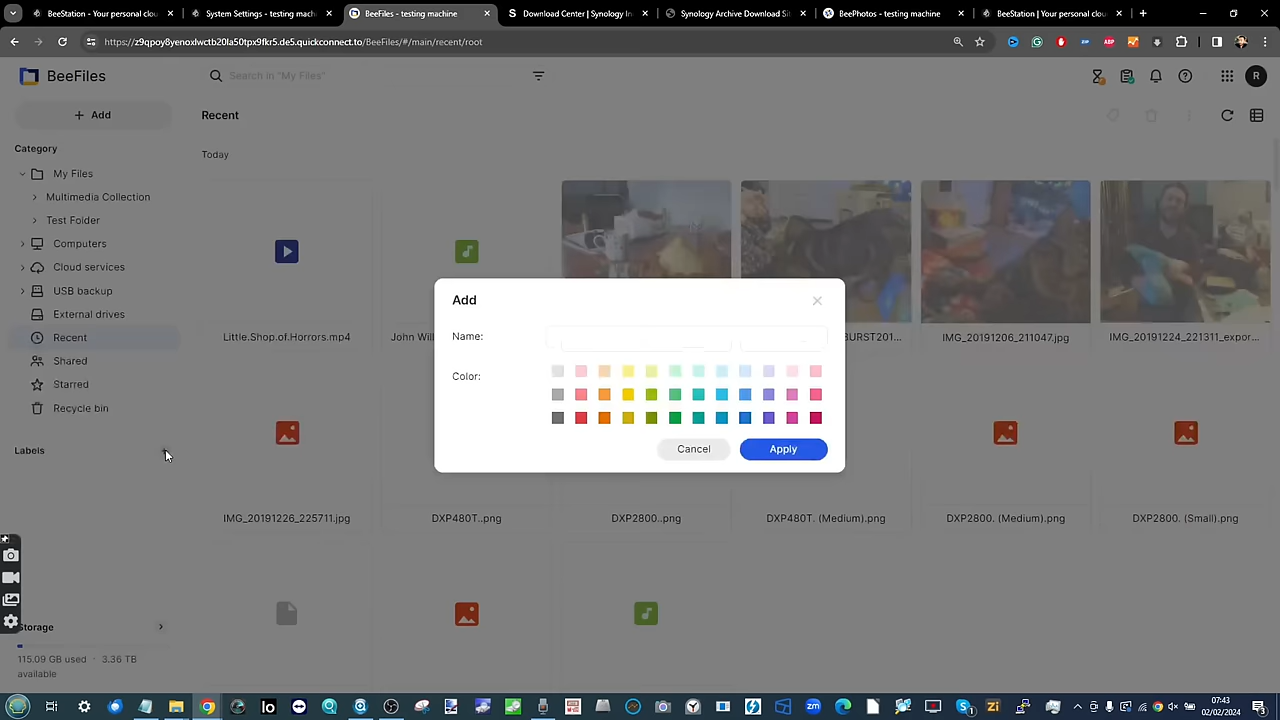 BeeStation - Your personal clo
System Settings - testing mach
BeeFiles - testing machine
Download Center | Synology In
Synology Archive Download Sit
BeePhotos - testing machine
BeeStation | Your personal clou
https://z9qpoy8yenoxlwctb20la50tpx9fkr5.de5.quickconnect.to/BeeFiles/#/main/recent/root
BeeFiles
Search in "My Files"
R
Add
Recent
Category
Today
My Files
Multimedia Collection
Test Folder
Computers
Cloud services
USB backup
External drives
Recent
Shared
Starred
Recycle bin
Labels
Little.Shop.of.Horrors.mp4
John Will
BURST201...
IMG_20191206_211047.jpg
IMG_20191224_221311_expor...
Add
Name:
Color:
Cancel
Apply
IMG_20191226_225711.jpg
DXP480T..png
DXP2800..png
DXP480T. (Medium).png
DXP2800. (Medium).png
DXP2800. (Small).png
Storage
115.09 GB used · 3.36 TB
available
07:43
02/02/2024